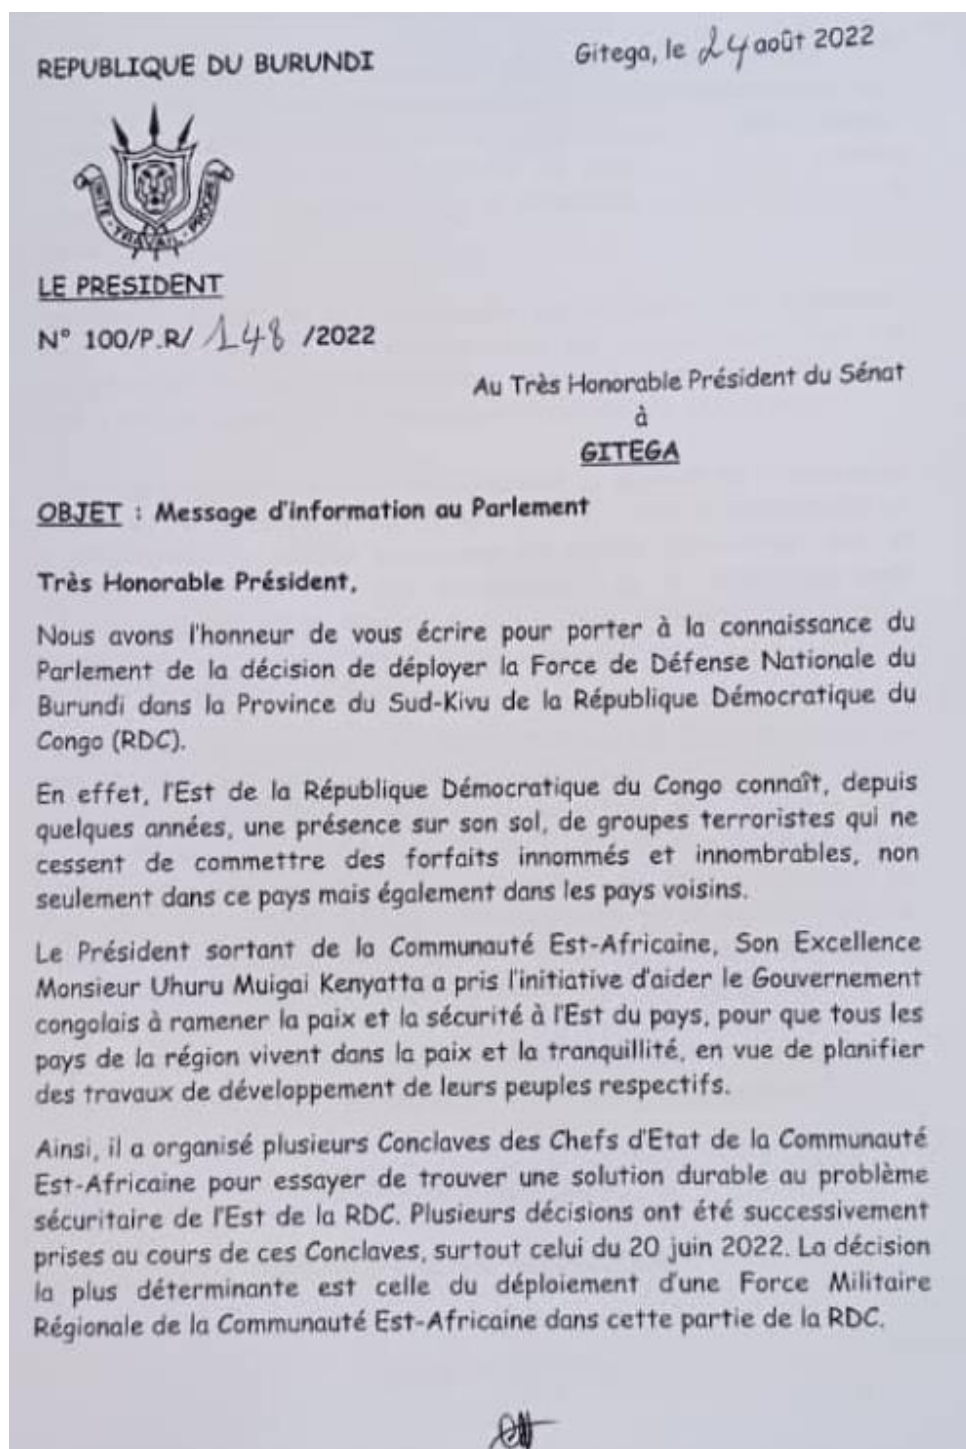 REPUBLIQUE DU BURUNDI
Gitega, le 24 août 2022
UNITE - TRAVAIL - PROGRES
LE PRESIDENT
N° 100/P.R/ 148 /2022
Au Très Honorable Président du Sénat
à
GITEGA
OBJET : Message d'information au Parlement
Très Honorable Président,
Nous avons l'honneur de vous écrire pour porter à la connaissance du
Parlement de la décision de déployer la Force de Défense Nationale du
Burundi dans la Province du Sud-Kivu de la République Démocratique du
Congo (RDC).
En effet, l'Est de la République Démocratique du Congo connaît, depuis
quelques années, une présence sur son sol, de groupes terroristes qui ne
cessent de commettre des forfaits innommés et innombrables, non
seulement dans ce pays mais également dans les pays voisins.
Le Président sortant de la Communauté Est-Africaine, Son Excellence
Monsieur Uhuru Muigai Kenyatta a pris l'initiative d'aider le Gouvernement
congolais à ramener la paix et la sécurité à l'Est du pays, pour que tous les
pays de la région vivent dans la paix et la tranquillité, en vue de planifier
des travaux de développement de leurs peuples respectifs.
Ainsi, il a organisé plusieurs Conclaves des Chefs d'Etat de la Communauté
Est-Africaine pour essayer de trouver une solution durable au problème
sécuritaire de l'Est de la RDC. Plusieurs décisions ont été successivement
prises au cours de ces Conclaves, surtout celui du 20 juin 2022. La décision
la plus déterminante est celle du déploiement d'une Force Militaire
Régionale de la Communauté Est-Africaine dans cette partie de la RDC.